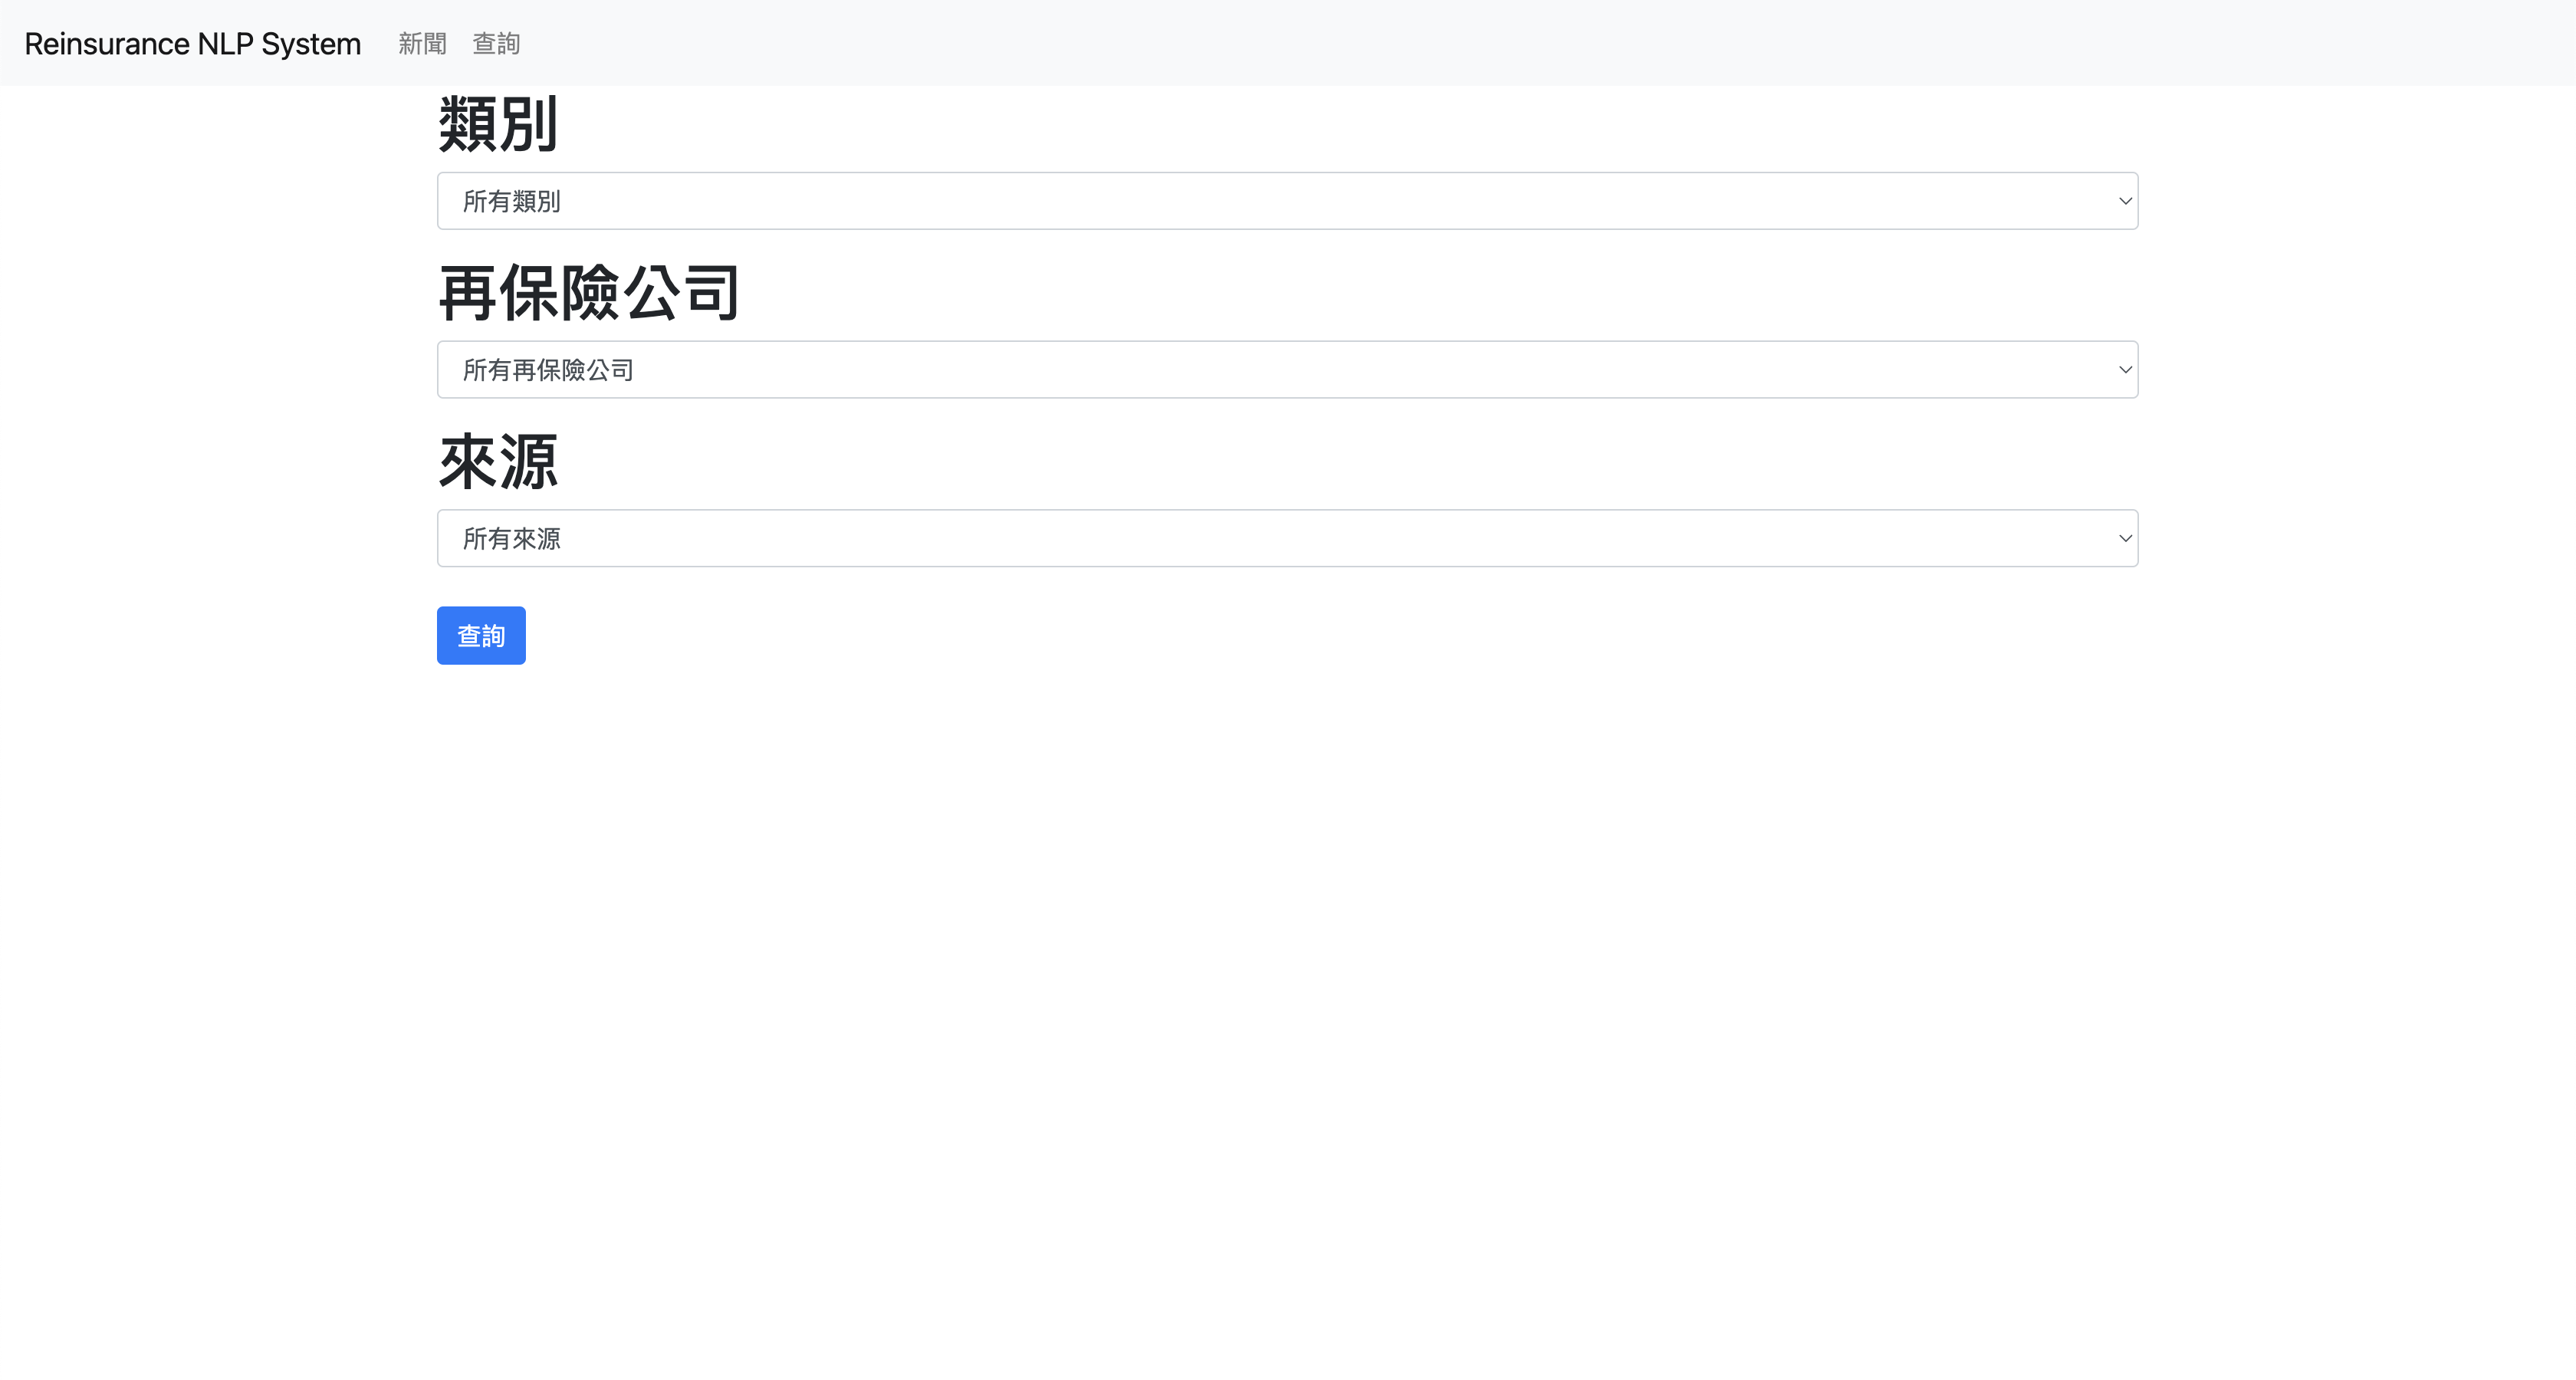 Reinsurance NLP System 新聞 查詢
類別
所有類別
再保險公司
所有再保險公司
來源
所有來源
查詢